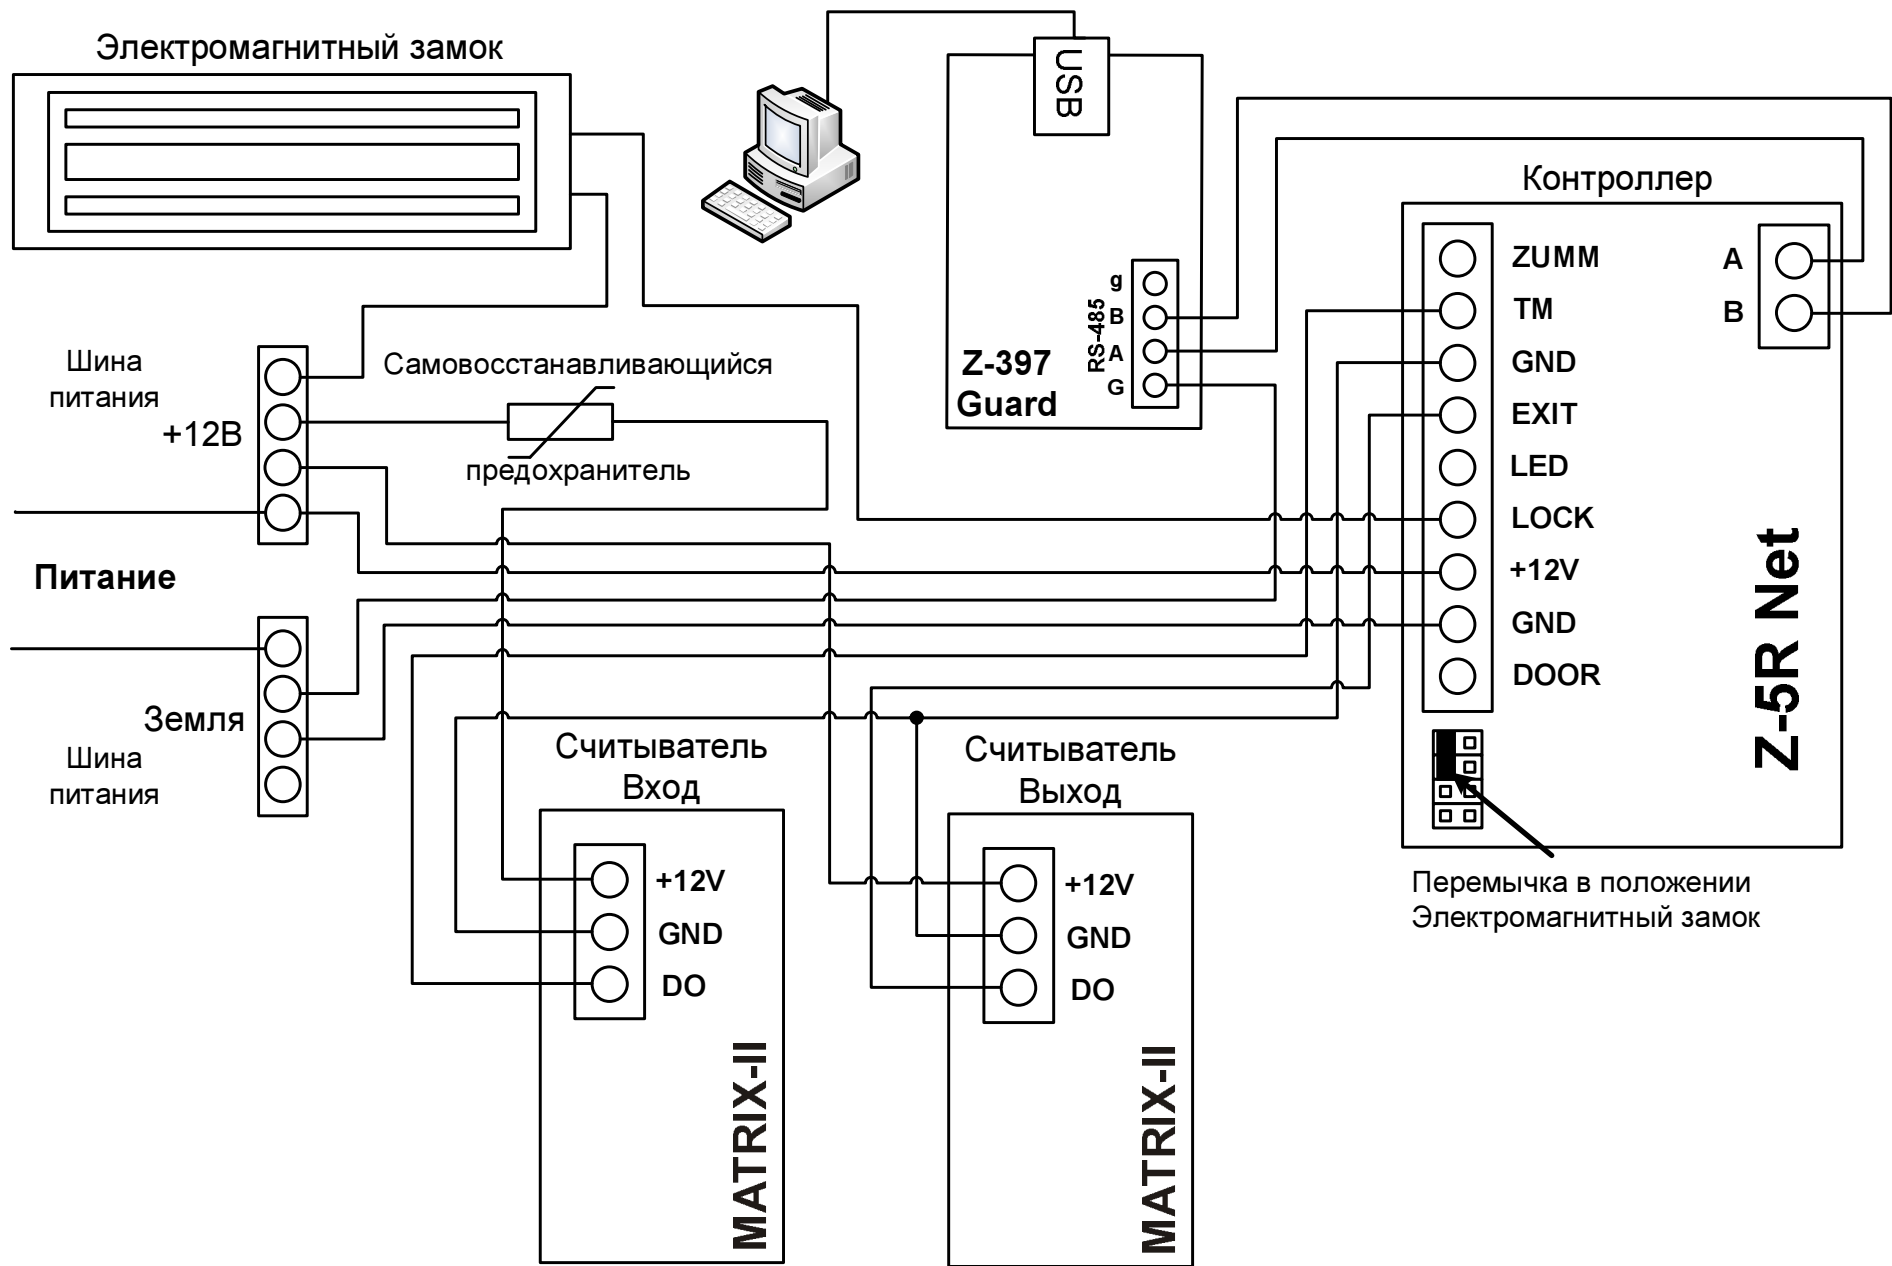 Электромагнитный замок
USB
Контроллер
ZUMM
TM
GND
EXIT
LED
LOCK
+12V
GND
DOOR
A
B
Z-5R Net
g
B
A
G
RS-485
Z-397
Guard
Шина
питания
+12В
Самовосстанавливающийся
предохранитель
Питание
Земля
Шина
питания
Считыватель
Вход
+12V
GND
DO
MATRIX-II
Считыватель
Выход
+12V
GND
DO
MATRIX-II
Перемычка в положении
Электромагнитный замок